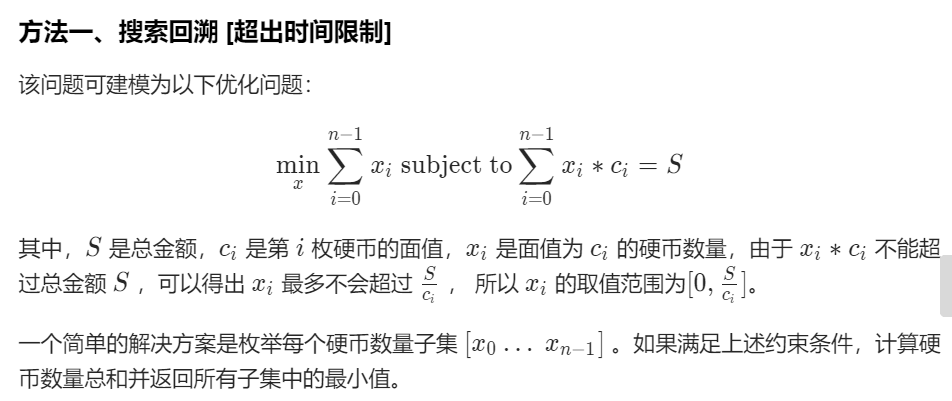 方法一、搜索回溯 [超出时间限制]
该问题可建模为以下优化问题：
$$\min_{x} \sum_{i=0}^{n-1} x_i \text{ subject to} \sum_{i=0}^{n-1} x_i * c_i = S$$
其中，$S$ 是总金额，$c_i$ 是第 $i$ 枚硬币的面值，$x_i$ 是面值为 $c_i$ 的硬币数量，由于 $x_i * c_i$ 不能超
过总金额 $S$ ，可以得出 $x_i$ 最多不会超过 $\frac{S}{c_i}$ ， 所以 $x_i$ 的取值范围为$[0, \frac{S}{c_i}]$。
一个简单的解决方案是枚举每个硬币数量子集 $[x_0 \ldots\ x_{n-1}]$ 。如果满足上述约束条件，计算硬
币数量总和并返回所有子集中的最小值。